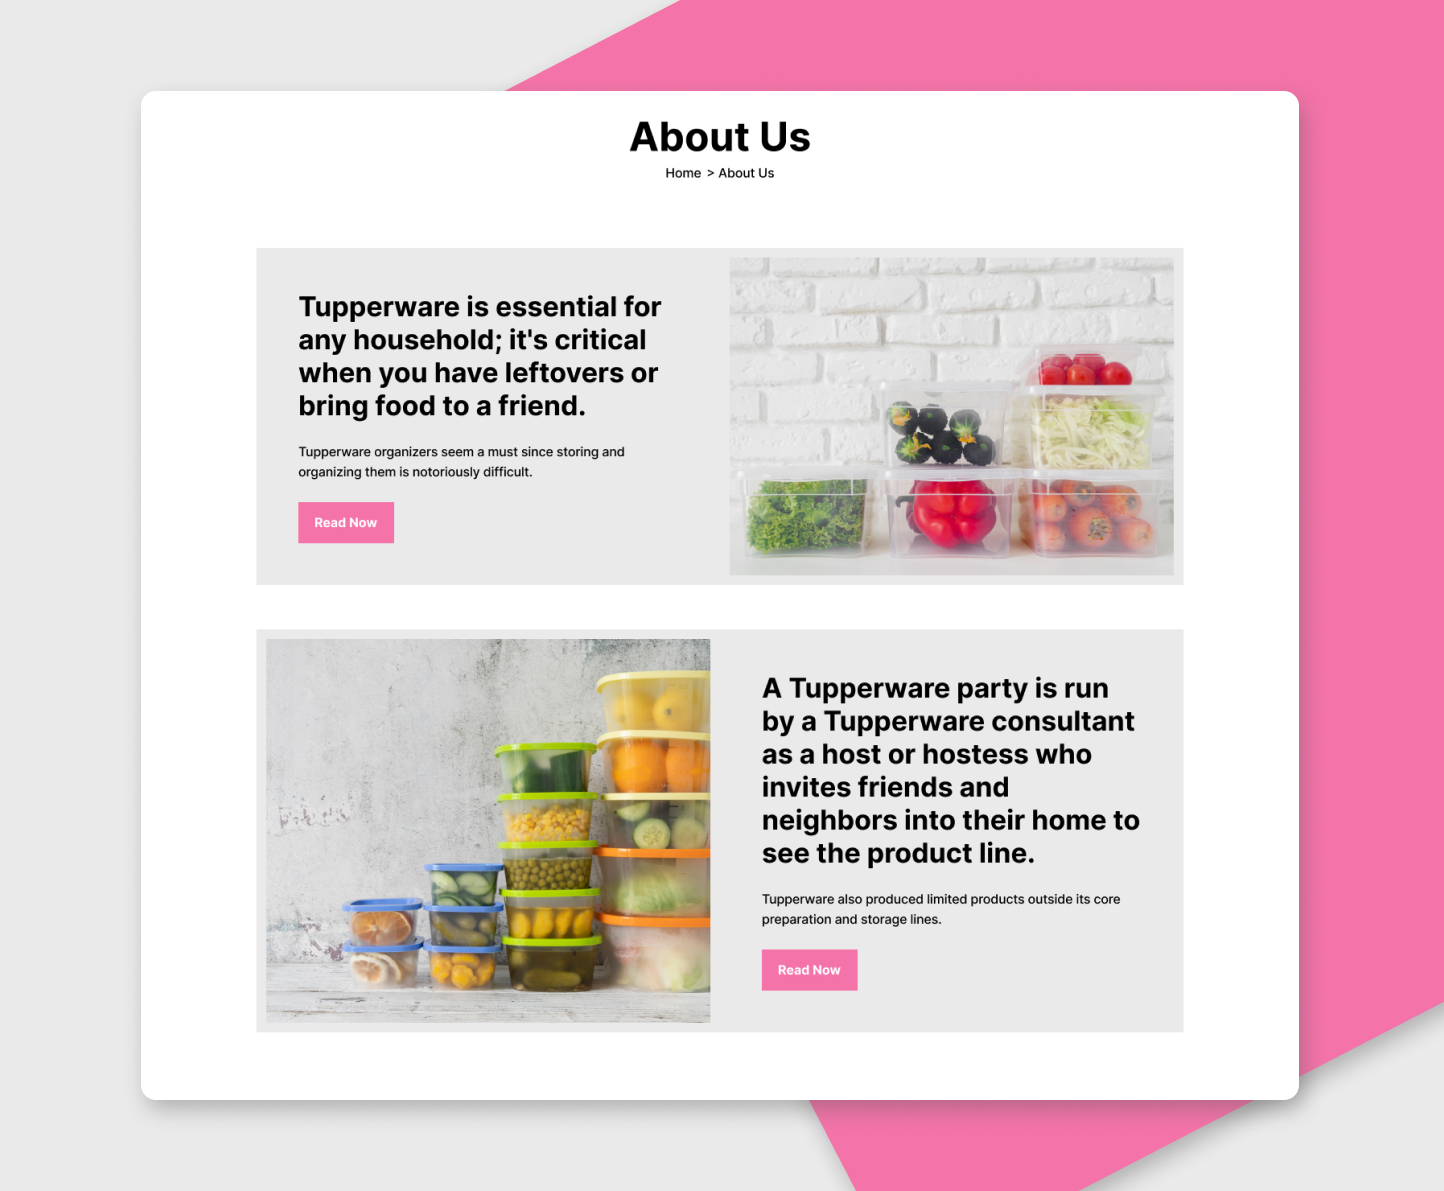 About Us
Home > About Us
Tupperware is essential for
any household; it's critical
when you have leftovers or
bring food to a friend.
Tupperware organizers seem a must since storing and
organizing them is notoriously difficult.
Read Now
A Tupperware party is run
by a Tupperware consultant
as a host or hostess who
invites friends and
neighbors into their home to
see the product line.
Tupperware also produced limited products outside its core
preparation and storage lines.
Read Now